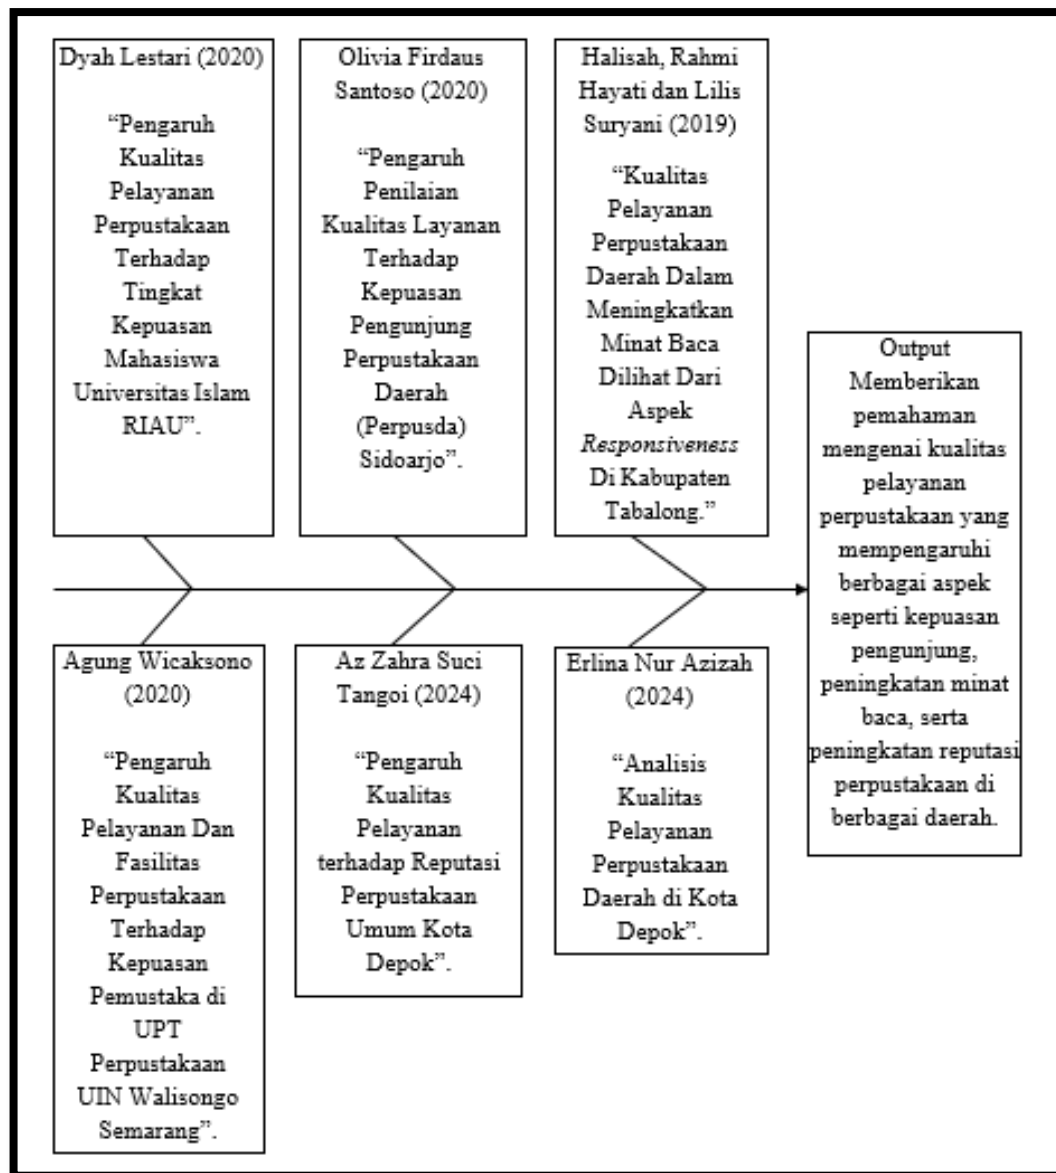 Dyah Lestari (2020)
“Pengaruh
Kualitas
Pelayanan
Perpustakaan
Terhadap
Tingkat
Kepuasan
Mahasiswa
Universitas Islam
RIAU”.
Olivia Firdaus
Santoso (2020)
“Pengaruh
Penilaian
Kualitas Layanan
Terhadap
Kepuasan
Pengunjung
Perpustakaan
Daerah
(Perpusda)
Sidoarjo”.
Halisah, Rahmi
Hayati dan Lilis
Suryani (2019)
“Kualitas
Pelayanan
Perpustakaan
Daerah Dalam
Meningkatkan
Minat Baca
Dilihat Dari
Aspek
Responsiveness
Di Kabupaten
Tabalong.”
Agung Wicaksono
(2020)
“Pengaruh
Kualitas
Pelayanan Dan
Fasilitas
Perpustakaan
Terhadap
Kepuasan
Pemustaka di
UPT
Perpustakaan
UIN Walisongo
Semarang”.
Az Zahra Suci
Tangoi (2024)
“Pengaruh
Kualitas
Pelayanan
terhadap Reputasi
Perpustakaan
Umum Kota
Depok”.
Erlina Nur Azizah
(2024)
“Analisis
Kualitas
Pelayanan
Perpustakaan
Daerah di Kota
Depok”.
Output
Memberikan
pemahaman
mengenai kualitas
pelayanan
perpustakaan yang
mempengaruhi
berbagai aspek
seperti kepuasan
pengunjung,
peningkatan minat
baca, serta
peningkatan reputasi
perpustakaan di
berbagai daerah.